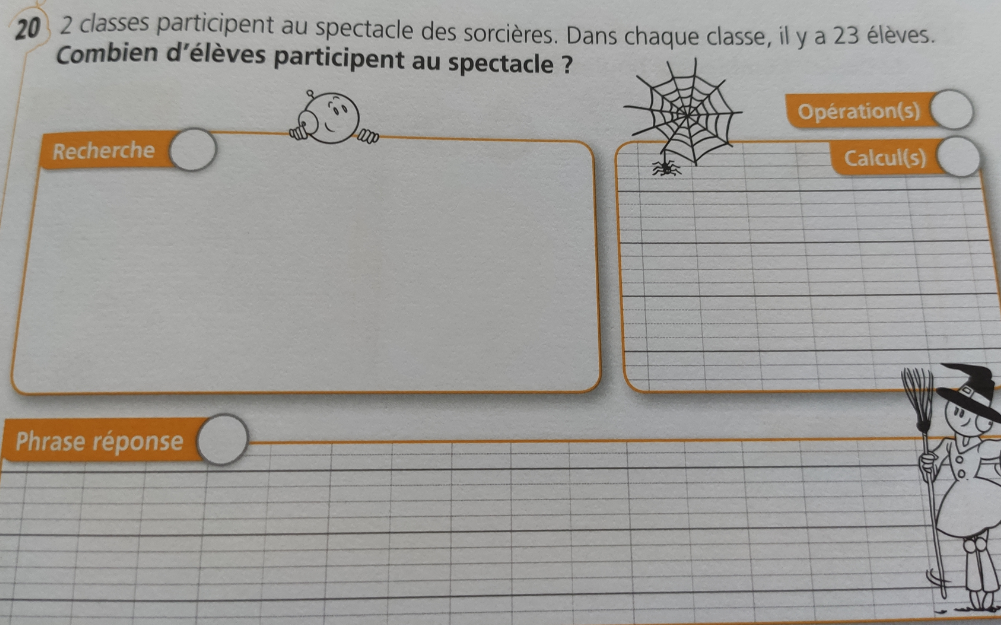 20 2 classes participent au spectacle des sorcières. Dans chaque classe, il y a 23 élèves.
Combien d'élèves participent au spectacle ?
Opération(s)
Recherche
Calcul(s)
Phrase réponse